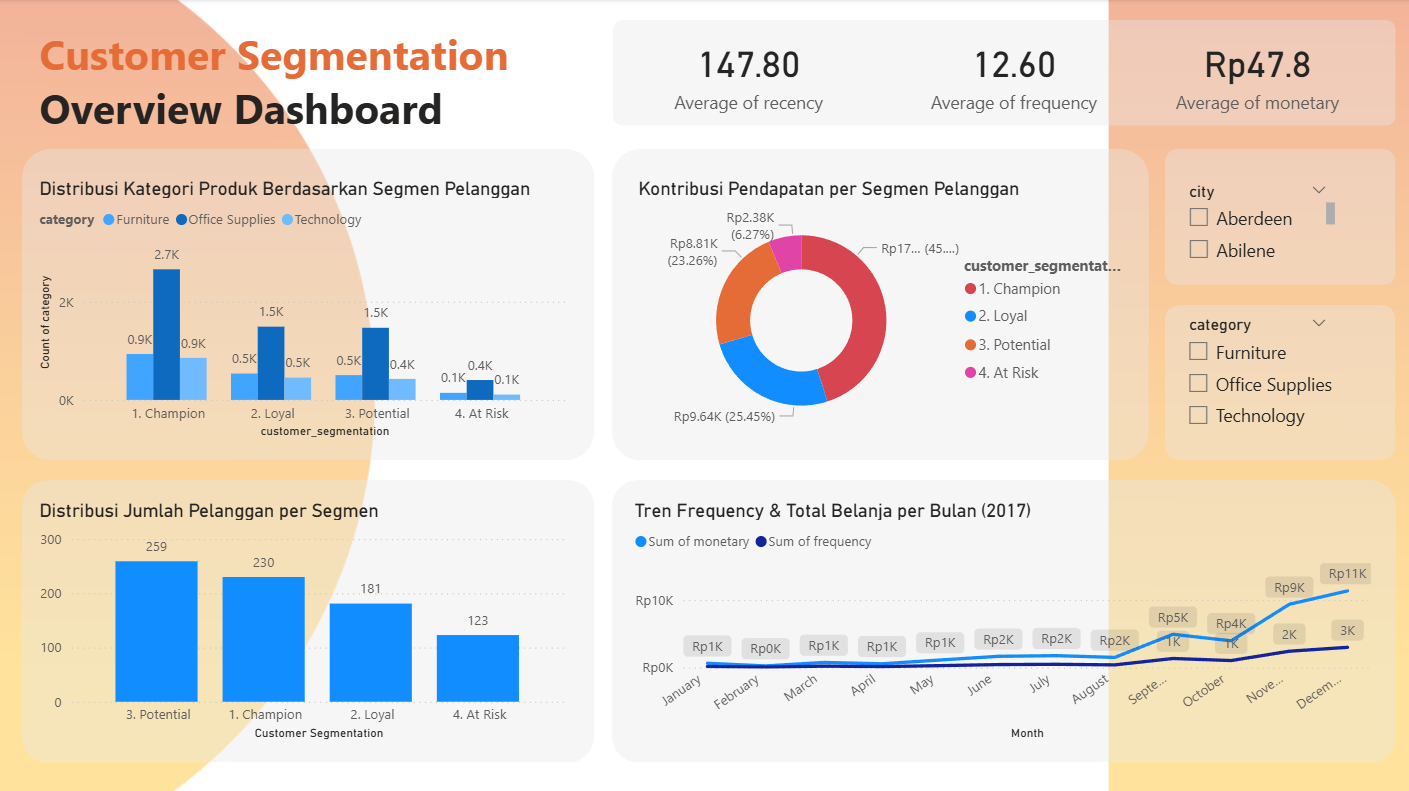 Customer Segmentation
Overview Dashboard
147.80
Average of recency
12.60
Average of frequency
Rp47.8
Average of monetary
Distribusi Kategori Produk Berdasarkan Segmen Pelanggan
category Furniture Office Supplies Technology
Count of category
2K
0K
0.9K 2.7K 0.9K
0.5K 1.5K 0.5K
0.5K 1.5K 0.4K
0.1K 0.4K 0.1K
1. Champion 2. Loyal 3. Potential 4. At Risk
customer_segmentation
Kontribusi Pendapatan per Segmen Pelanggan
Rp2.38K
(6.27%)
Rp8.81K
(23.26%)
Rp17... (45....)
Rp9.64K (25.45%)
customer_segmentat...
1. Champion
2. Loyal
3. Potential
4. At Risk
city
Aberdeen
Abilene
category
Furniture
Office Supplies
Technology
Distribusi Jumlah Pelanggan per Segmen
300
200
100
0
259 230 181 123
3. Potential 1. Champion 2. Loyal 4. At Risk
Customer Segmentation
Tren Frequency & Total Belanja per Bulan (2017)
Sum of monetary Sum of frequency
Rp10K
Rp0K
Rp1K Rp0K Rp1K Rp1K Rp1K Rp2K Rp2K Rp2K Rp5K Rp4K Rp9K Rp11K
1K 1K 2K 3K
January February March April May June July August Septe... October Nove... Decem...
Month